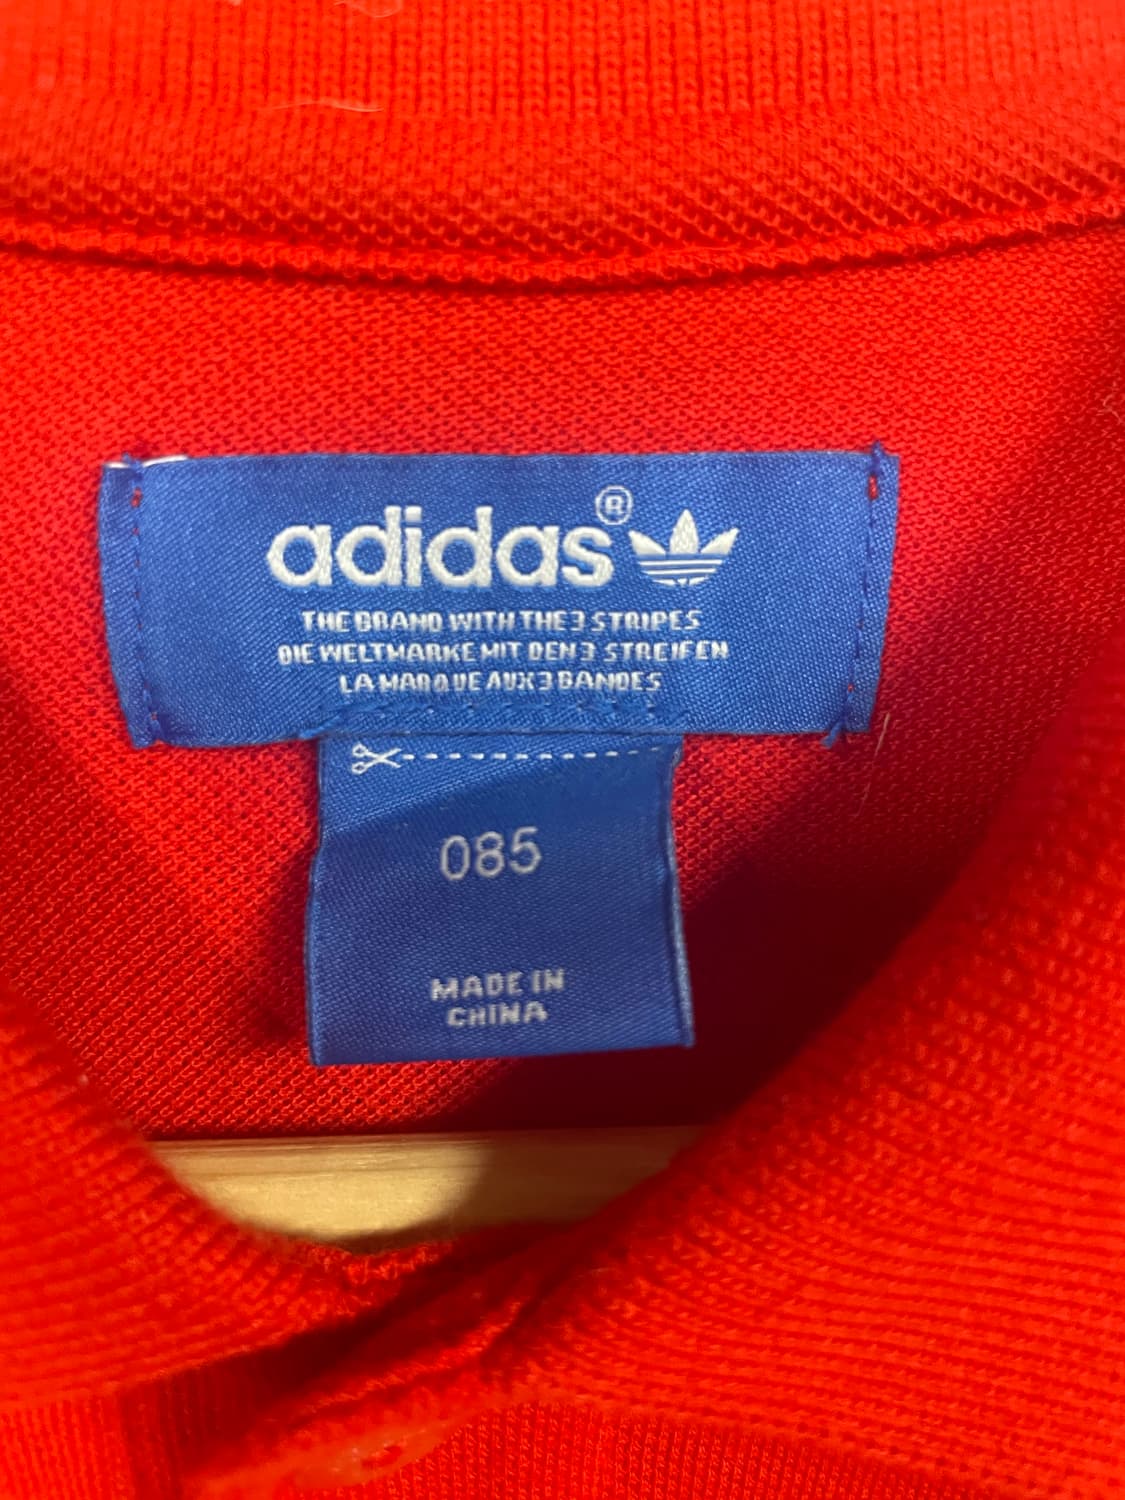 adidas®
THE BRAND WITH THE 3 STRIPES
DIE WELTMARKE MIT DEN 3 STREIFEN
LA MARQUE AUX 3 BANDES
085
MADE IN
CHINA